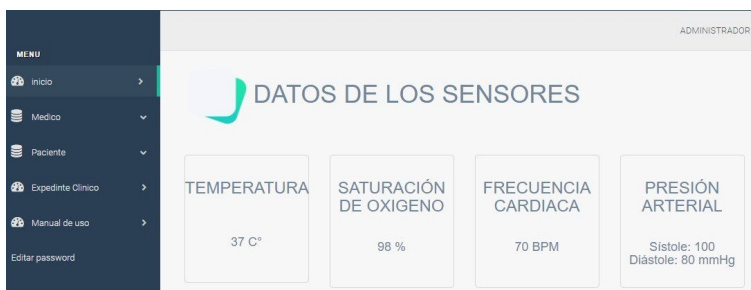 ADMINISTRADOR
MENU
inicio
Medico
Paciente
Expedinte Clinico
Manual de uso
Editar password
DATOS DE LOS SENSORES
TEMPERATURA
37 C°
SATURACIÓN
DE OXIGENO
98 %
FRECUENCIA
CARDIACA
70 BPM
PRESIÓN
ARTERIAL
Sístole: 100
Diástole: 80 mmHg